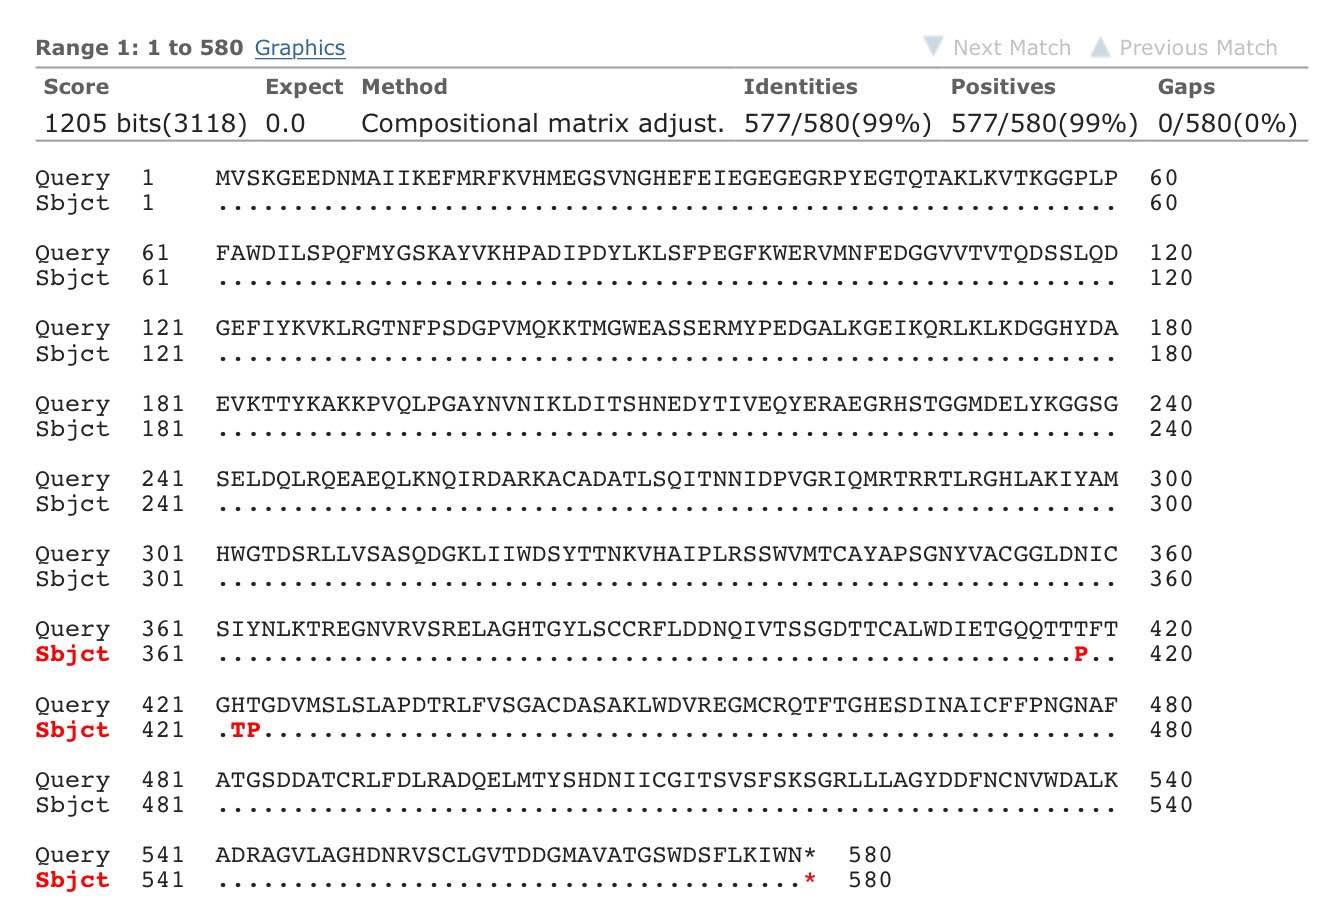 Range 1: 1 to 580 Graphics Next Match Previous Match
Score Expect Method Identities Positives Gaps
1205 bits(3118) 0.0 Compositional matrix adjust. 577/580(99%) 577/580(99%) 0/580(0%)
Query 1 MVSKGEEDNMAIIKEFMRFKVHMEGSVNGHEFEIEGEGEGRPYEGTQTAKLKVTKGGPLP 60
Sbjct 1 ............................................................ 60
Query 61 FAWDILSPQFMYGSKAYVKHPADIPDYLKLSFPEGFKWERVMNFEDGGVVTVTQDSSLQD 120
Sbjct 61 ............................................................ 120
Query 121 GEFIYKVKLRGTNFPSDGPVMQKKTMGWEASSERMYPEDGALKGEIKQRLKLKDGGHYDA 180
Sbjct 121 ............................................................ 180
Query 181 EVKTTYKAKKPVQLPGAYNVNIKLDITSHNEDYTIVEQYERAEGRHSTGGMDELYKGGSG 240
Sbjct 181 ............................................................ 240
Query 241 SELDQLRQEAEQLKNQIRDARKACADATLSQITNNIDPVGRIQMRTRRTLRGHLAKIYAM 300
Sbjct 241 ............................................................ 300
Query 301 HWGTDSRLLVSASQDGKLIIWDSYTTNKVHAIPLRSSWVMTCAYAPSGNYVACGGLDNIC 360
Sbjct 301 ............................................................ 360
Query 361 SIYNLKTREGNVRVSRELAGHTGYLSCCRFLDDNQIVTSSGDTTCALWDIETGQQTTTFT 420
Sbjct 361 .........................................................P.. 420
Query 421 GHTGDVMSLSLAPDTRLFVSGACDASAKLWDVREGMCRQTFTGHESDINAICFFPNGNAF 480
Sbjct 421 .TP......................................................... 480
Query 481 ATGSDDATCRLFDLRADQELMTYSHDNIICGITSVSFSKSGRLLLAGYDDFNCNVWDALK 540
Sbjct 481 ............................................................ 540
Query 541 ADRAGVLAGHDNRVSCLGVTDDGMAVATGSWDSFLKIWN* 580
Sbjct 541 .......................................* 580